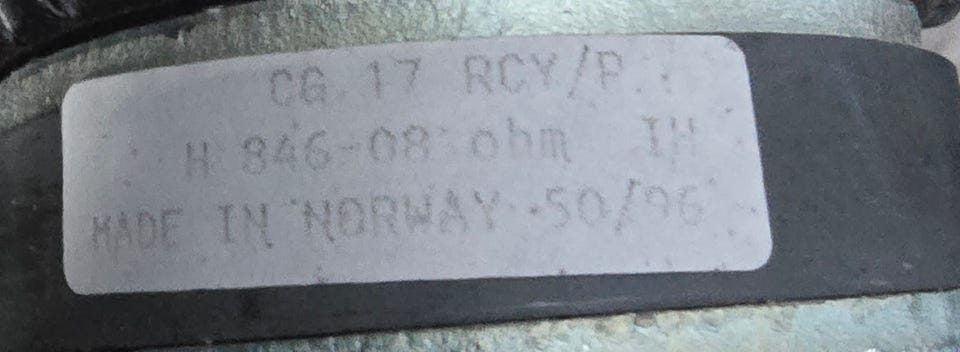 CG 17 RCY/P
H 846-08 ohm IH
MADE IN NORWAY 50/96